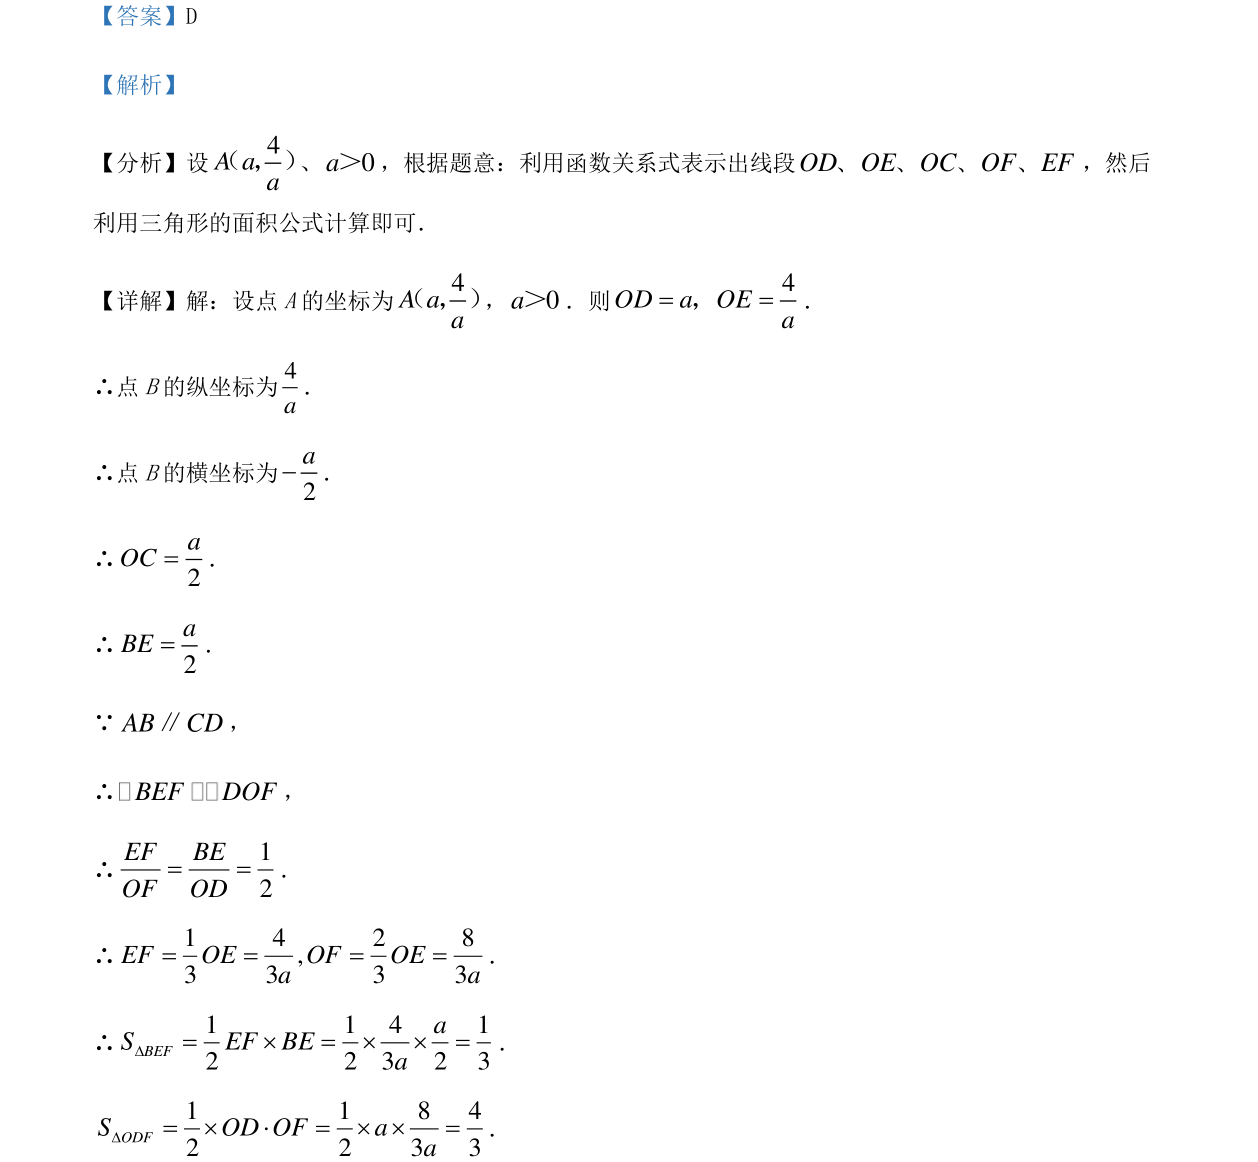 【答案】D
【解析】
【分析】设 A(a, 4/a)、a>0，根据题意：利用函数关系式表示出线段 OD、OE、OC、OF、EF，然后
利用三角形的面积公式计算即可．
【详解】解：设点 A 的坐标为 A(a, 4/a)，a>0．则 OD = a，OE = 4/a．
∴点 B 的纵坐标为 4/a．
∴点 B 的横坐标为 −a/2．
∴ OC = a/2．
∴ BE = a/2．
∵ AB // CD，
∴□BEF □□DOF，
∴ EF/OF = BE/OD = 1/2．
∴ EF = 1/3 OE = 4/3a , OF = 2/3 OE = 8/3a．
∴ S△BEF = 1/2 EF × BE = 1/2 × 4/3a × a/2 = 1/3．
S△ODF = 1/2 × OD · OF = 1/2 × a × 8/3a = 4/3．